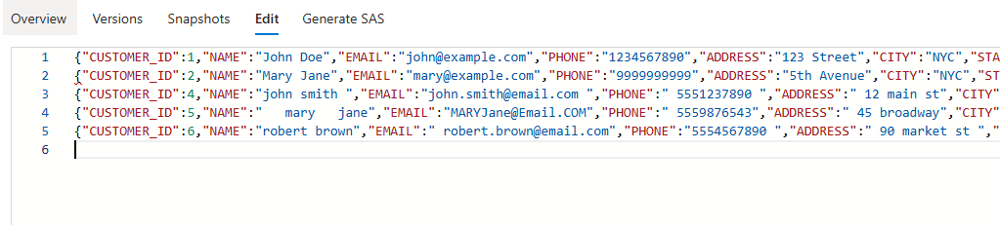 Overview Versions Snapshots Edit Generate SAS
1 {"CUSTOMER_ID":1,"NAME":"John Doe","EMAIL":"john@example.com","PHONE":"1234567890","ADDRESS":"123 Street","CITY":"NYC","STA
2 {"CUSTOMER_ID":2,"NAME":"Mary Jane","EMAIL":"mary@example.com","PHONE":"9999999999","ADDRESS":"5th Avenue","CITY":"NYC","ST
3 {"CUSTOMER_ID":4,"NAME":"john smith ","EMAIL":"john.smith@email.com ","PHONE":" 5551237890 ","ADDRESS":" 12 main st","CITY"
4 {"CUSTOMER_ID":5,"NAME":"   mary   jane","EMAIL":"MARYJane@Email.COM","PHONE":" 5559876543","ADDRESS":" 45 broadway","CITY"
5 {"CUSTOMER_ID":6,"NAME":"robert brown","EMAIL":" robert.brown@email.com","PHONE":"5554567890 ","ADDRESS":" 90 market st ","
6